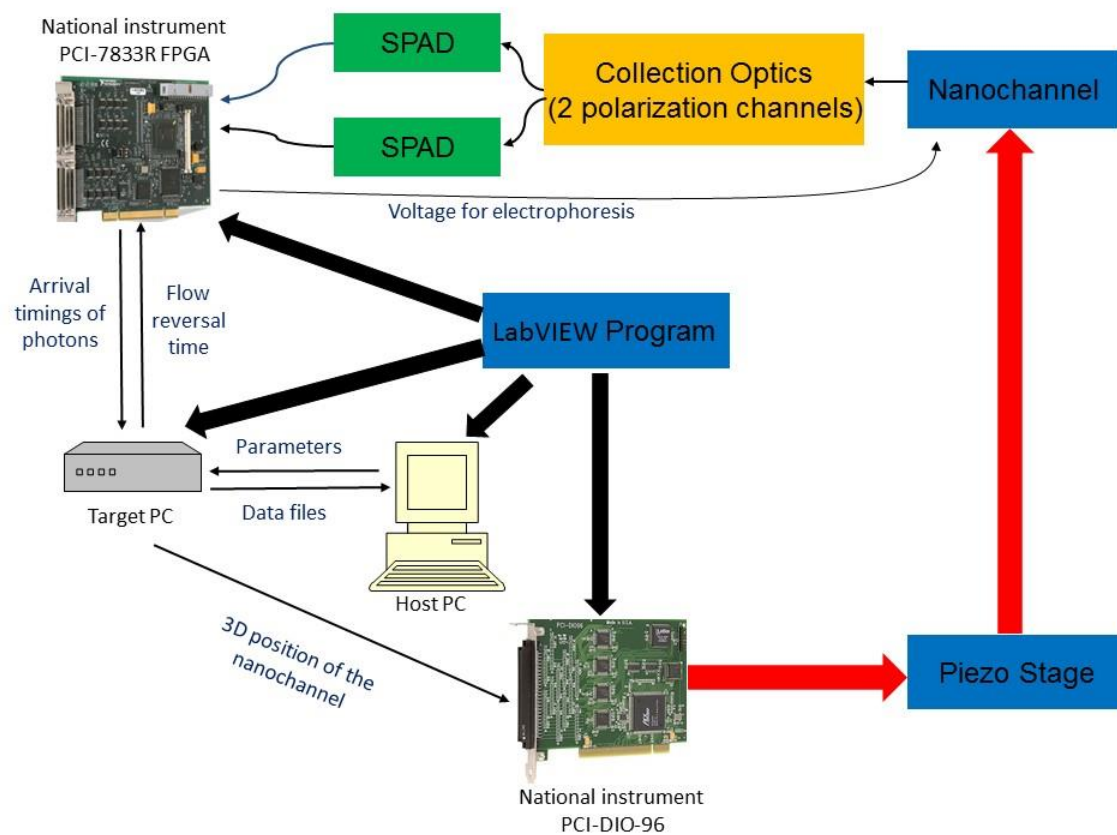 National instrument
PCI-7833R FPGA
SPAD
SPAD
Collection Optics
(2 polarization channels)
Nanochannel
Voltage for electrophoresis
Arrival
timings of
photons
Flow
reversal
time
LabVIEW Program
Parameters
Data files
Target PC
Host PC
3D position of the
nanochannel
Piezo Stage
National instrument
PCI-DIO-96